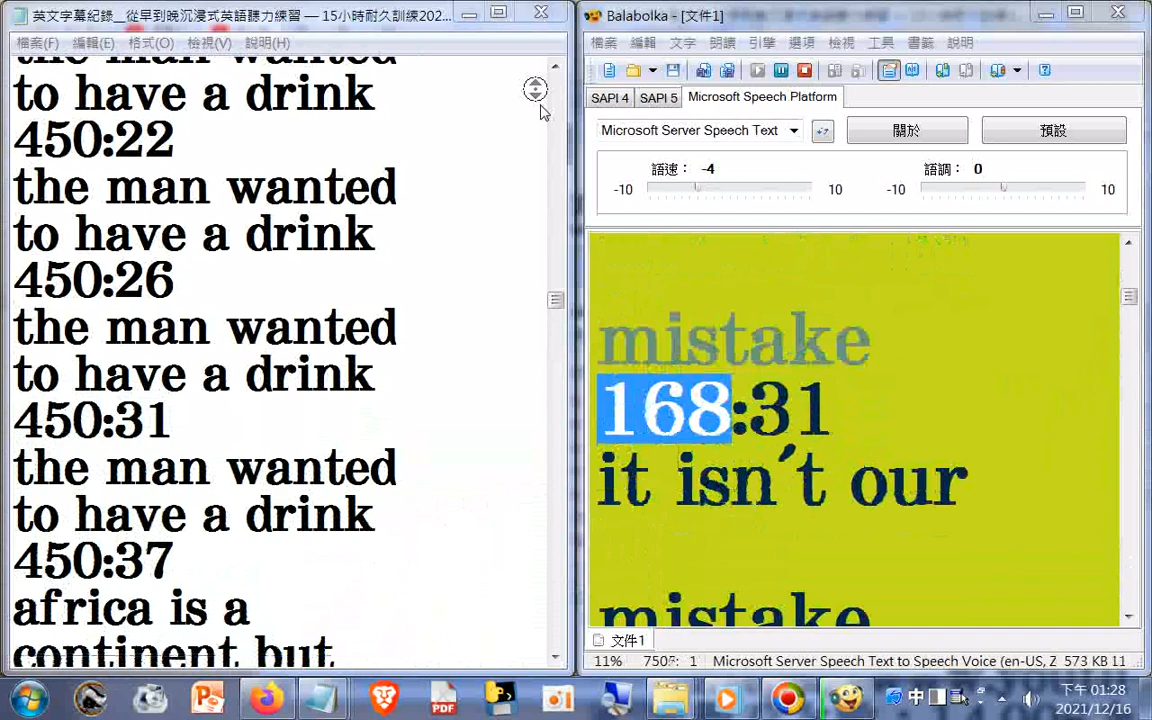 英文字幕紀錄__從早到晚沉浸式英語聽力練習 — 15小時耐久訓練202...
檔案(F) 編輯(E) 格式(O) 檢視(V) 說明(H)
the man wanted
to have a drink
450:22
the man wanted
to have a drink
450:26
the man wanted
to have a drink
450:31
the man wanted
to have a drink
450:37
africa is a
continent but
Balabolka - [文件1]
檔案 編輯 文字 朗讀 引擎 選項 檢視 工具 書籤 說明
SAPI 4 SAPI 5 Microsoft Speech Platform
Microsoft Server Speech Text 關於 預設
語速： -4 語調： 0
-10 10 -10 10
mistake
168:31
it isn't our
mistake
文件1
11% 750F: 1 Microsoft Server Speech Text to Speech Voice (en-US, Z 573 KB 11
PDF 中 下午 01:28
2021/12/16